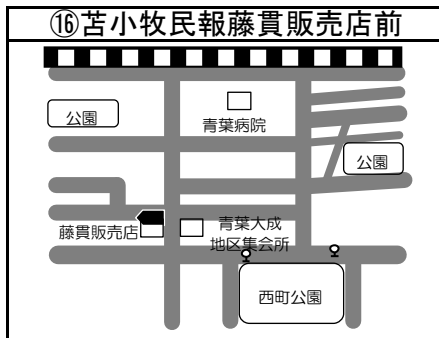 ⑯苫小牧民報藤貫販売店前
公園
青葉病院
公園
藤貫販売店
青葉大成
地区集会所
西町公園